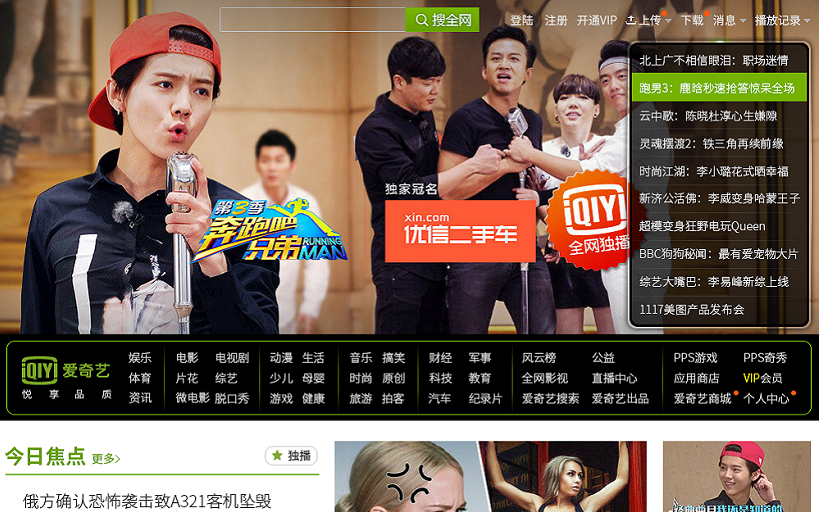 搜全网 登陆 注册 开通VIP 上传 下载 消息 播放记录
北上广不相信眼泪：职场迷情
跑男3：鹿晗秒速抢答惊呆全场
云中歌：陈晓杜淳心生嫌隙
灵魂摆渡2：铁三角再续前缘
时尚江湖：李小璐花式晒幸福
新济公活佛：李威变身哈蒙王子
超模变身狂野电玩Queen
BBC狗狗秘闻：最有爱宠物大片
综艺大嘴巴：李易峰新综上线
1117美图产品发布会
第3季
奔跑吧
兄弟
RUNNING
MAN
独家冠名
xin.com
优信二手车
iQIYI
全网独播
iQIYI 爱奇艺
悦享品质
娱乐 电影 电视剧 动漫 生活 音乐 搞笑 财经 军事 风云榜 公益 PPS游戏 PPS奇秀
体育 片花 综艺 少儿 母婴 时尚 原创 科技 教育 全网影视 直播中心 应用商店 VIP会员
资讯 微电影 脱口秀 游戏 健康 旅游 拍客 汽车 纪录片 爱奇艺搜索 爱奇艺出品 爱奇艺商城 个人中心
今日焦点 更多> 独播
俄方确认恐怖袭击致A321客机坠毁